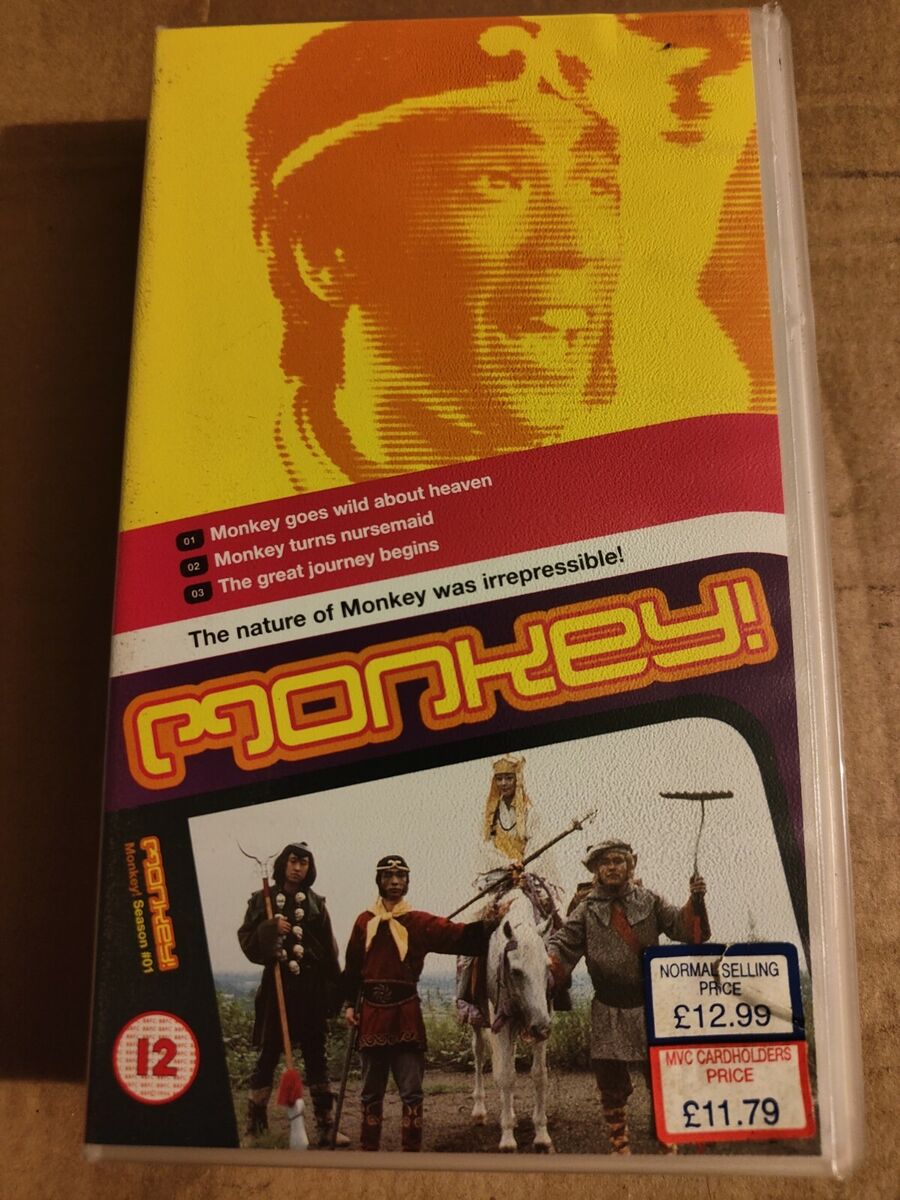 01 Monkey goes wild about heaven
02 Monkey turns nursemaid
03 The great journey begins
The nature of Monkey was irrepressible!
monkey!
monkey!
Monkey! Season #01
12
NORMAL SELLING
PRICE
£12.99
MVC CARDHOLDERS
PRICE
£11.79